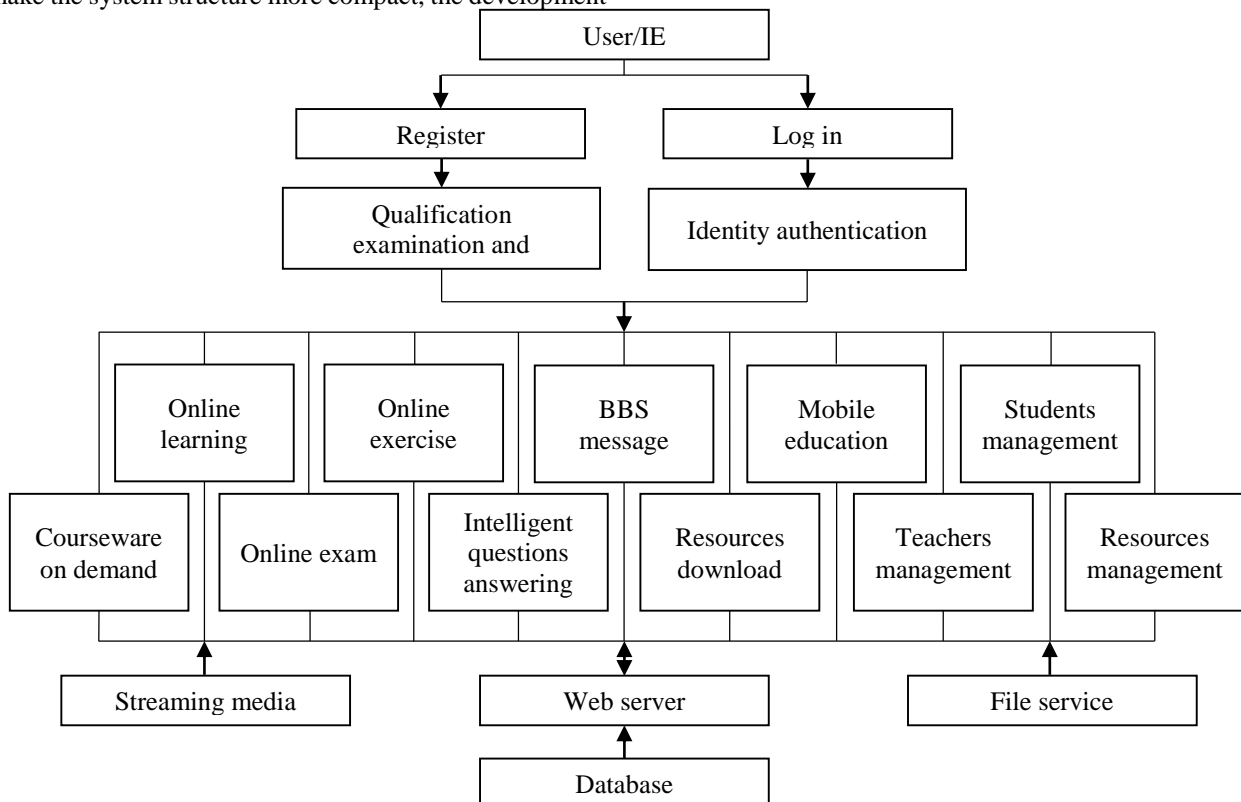 make the system structure more compact, the development
User/IE
Register
Log in
Qualification
examination and
Identity authentication
Online
learning
Online
exercise
BBS
message
Mobile
education
Students
management
Courseware
on demand
Online exam
Intelligent
questions
answering
Resources
download
Teachers
management
Resources
management
Streaming media
Web server
File service
Database